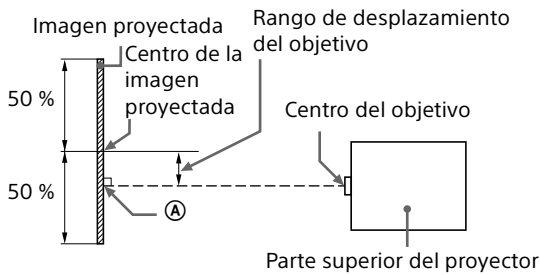 Imagen proyectada
Centro de la
imagen
proyectada
Rango de desplazamiento
del objetivo
50 %
Centro del objetivo
50 %
Ⓐ
Parte superior del proyector